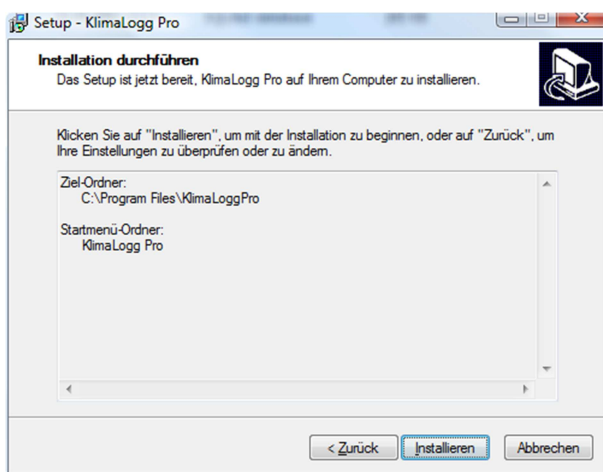 Setup - KlimaLogg Pro
Installation durchführen
Das Setup ist jetzt bereit, KlimaLogg Pro auf Ihrem Computer zu installieren.
Klicken Sie auf "Installieren", um mit der Installation zu beginnen, oder auf "Zurück", um
Ihre Einstellungen zu überprüfen oder zu ändern.
Ziel-Ordner:
C:\Program Files\KlimaLoggPro
Startmenü-Ordner:
KlimaLogg Pro
< Zurück
Installieren
Abbrechen